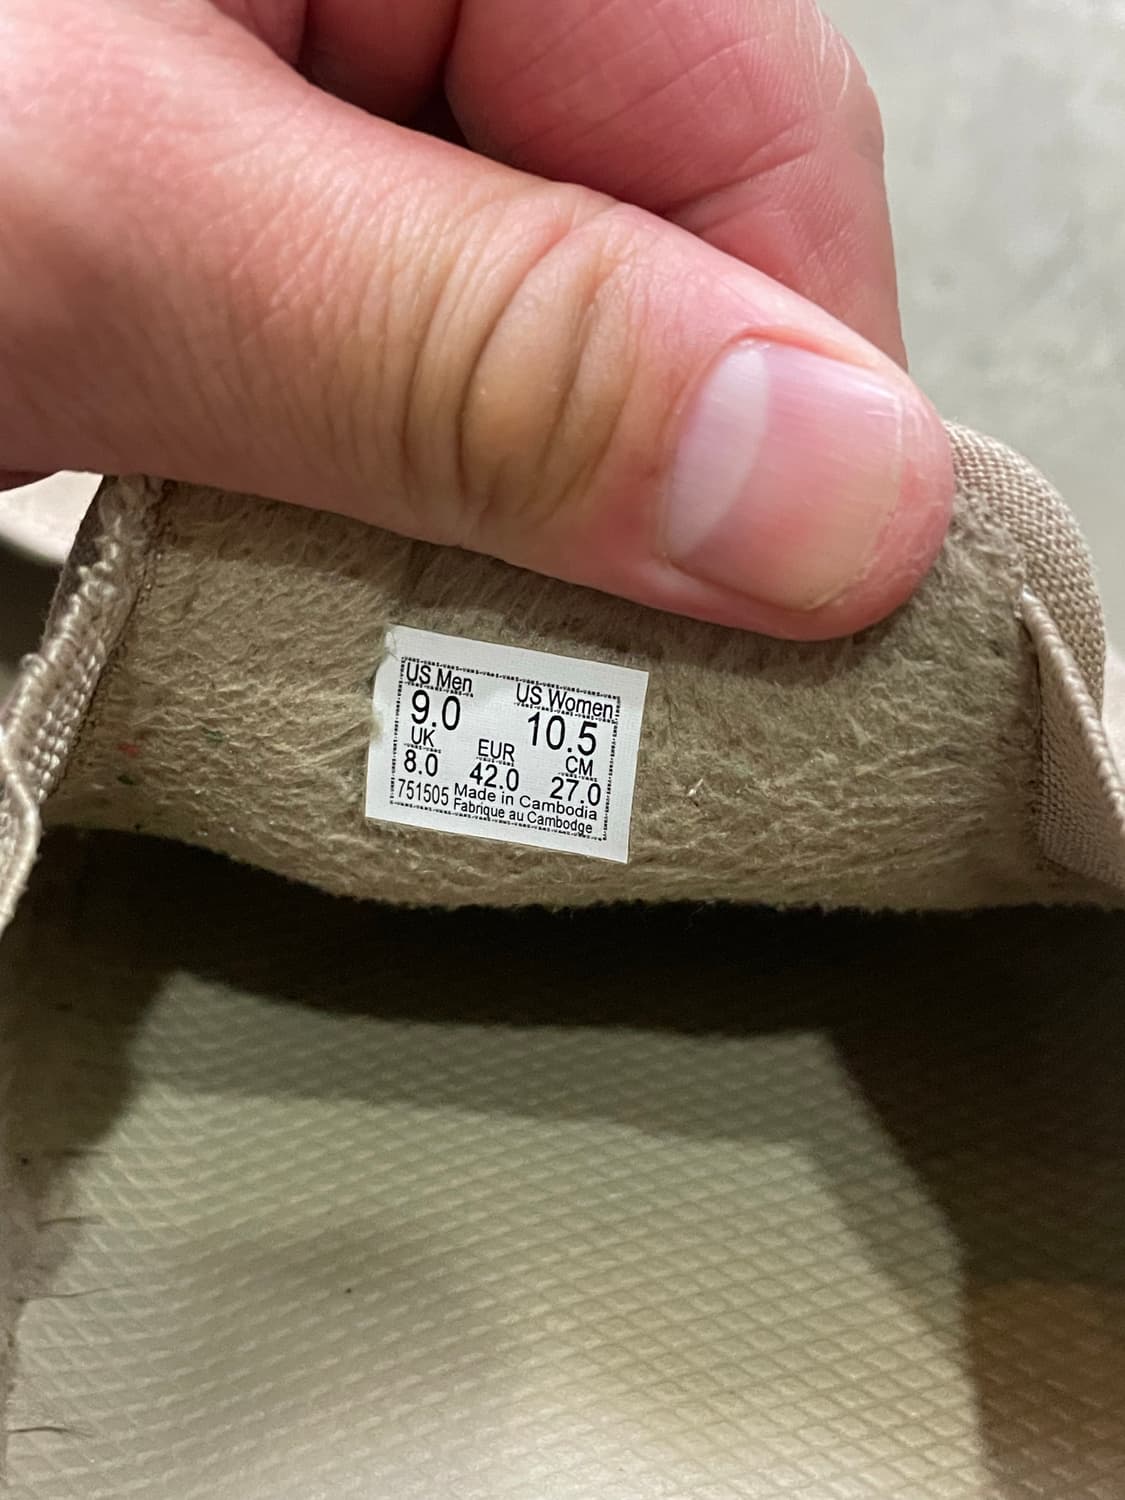 US Men US Women
9.0 10.5
UK EUR CM
8.0 42.0 27.0
751505 Made in Cambodia
Fabrique au Cambodge